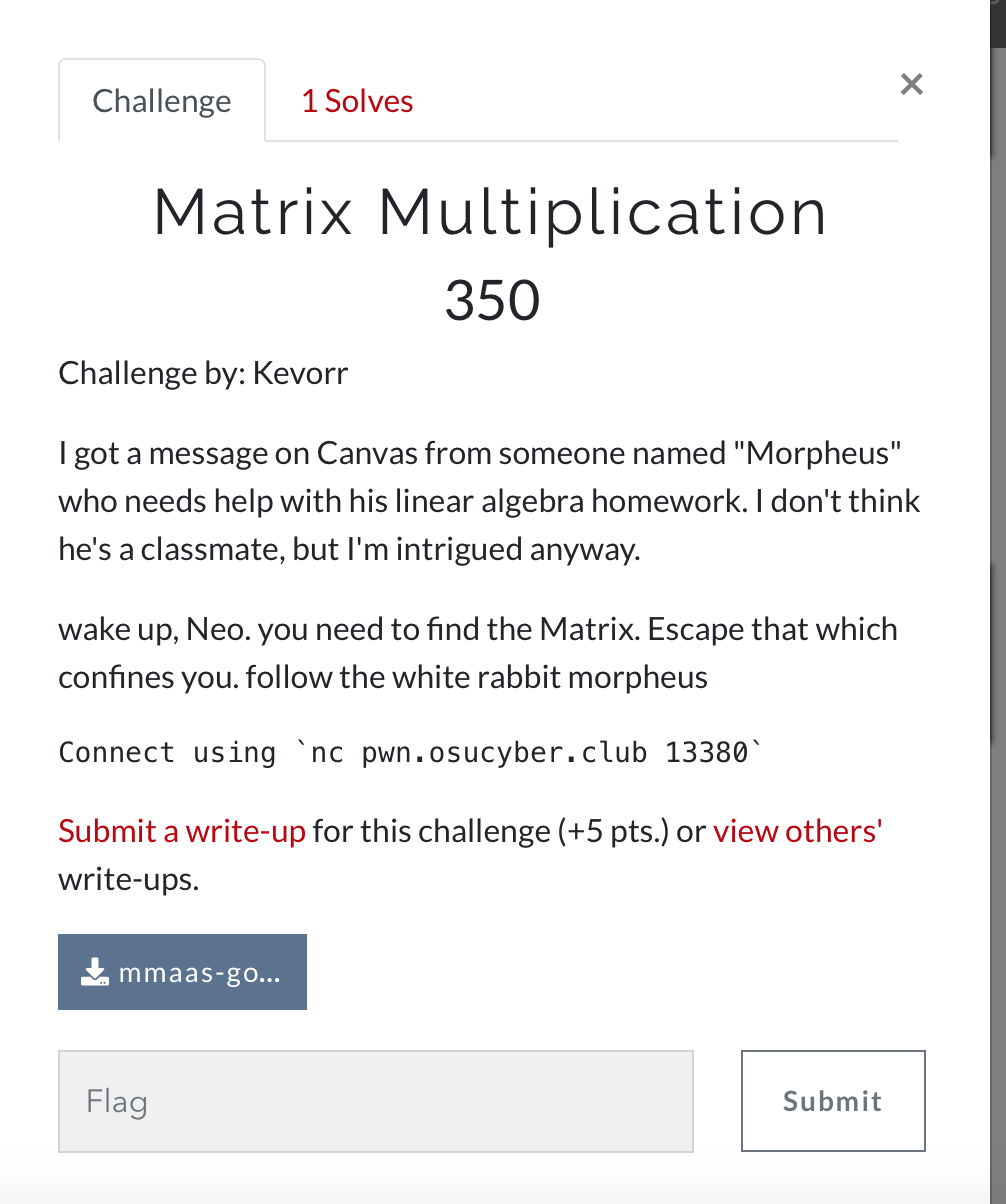 Challenge
1 Solves
×
Matrix Multiplication
350
Challenge by: Kevorr
I got a message on Canvas from someone named "Morpheus"
who needs help with his linear algebra homework. I don't think
he's a classmate, but I'm intrigued anyway.
wake up, Neo. you need to find the Matrix. Escape that which
confines you. follow the white rabbit morpheus
Connect using `nc pwn.osucyber.club 13380`
Submit a write-up for this challenge (+5 pts.) or view others'
write-ups.
mmaas-go...
Flag
Submit